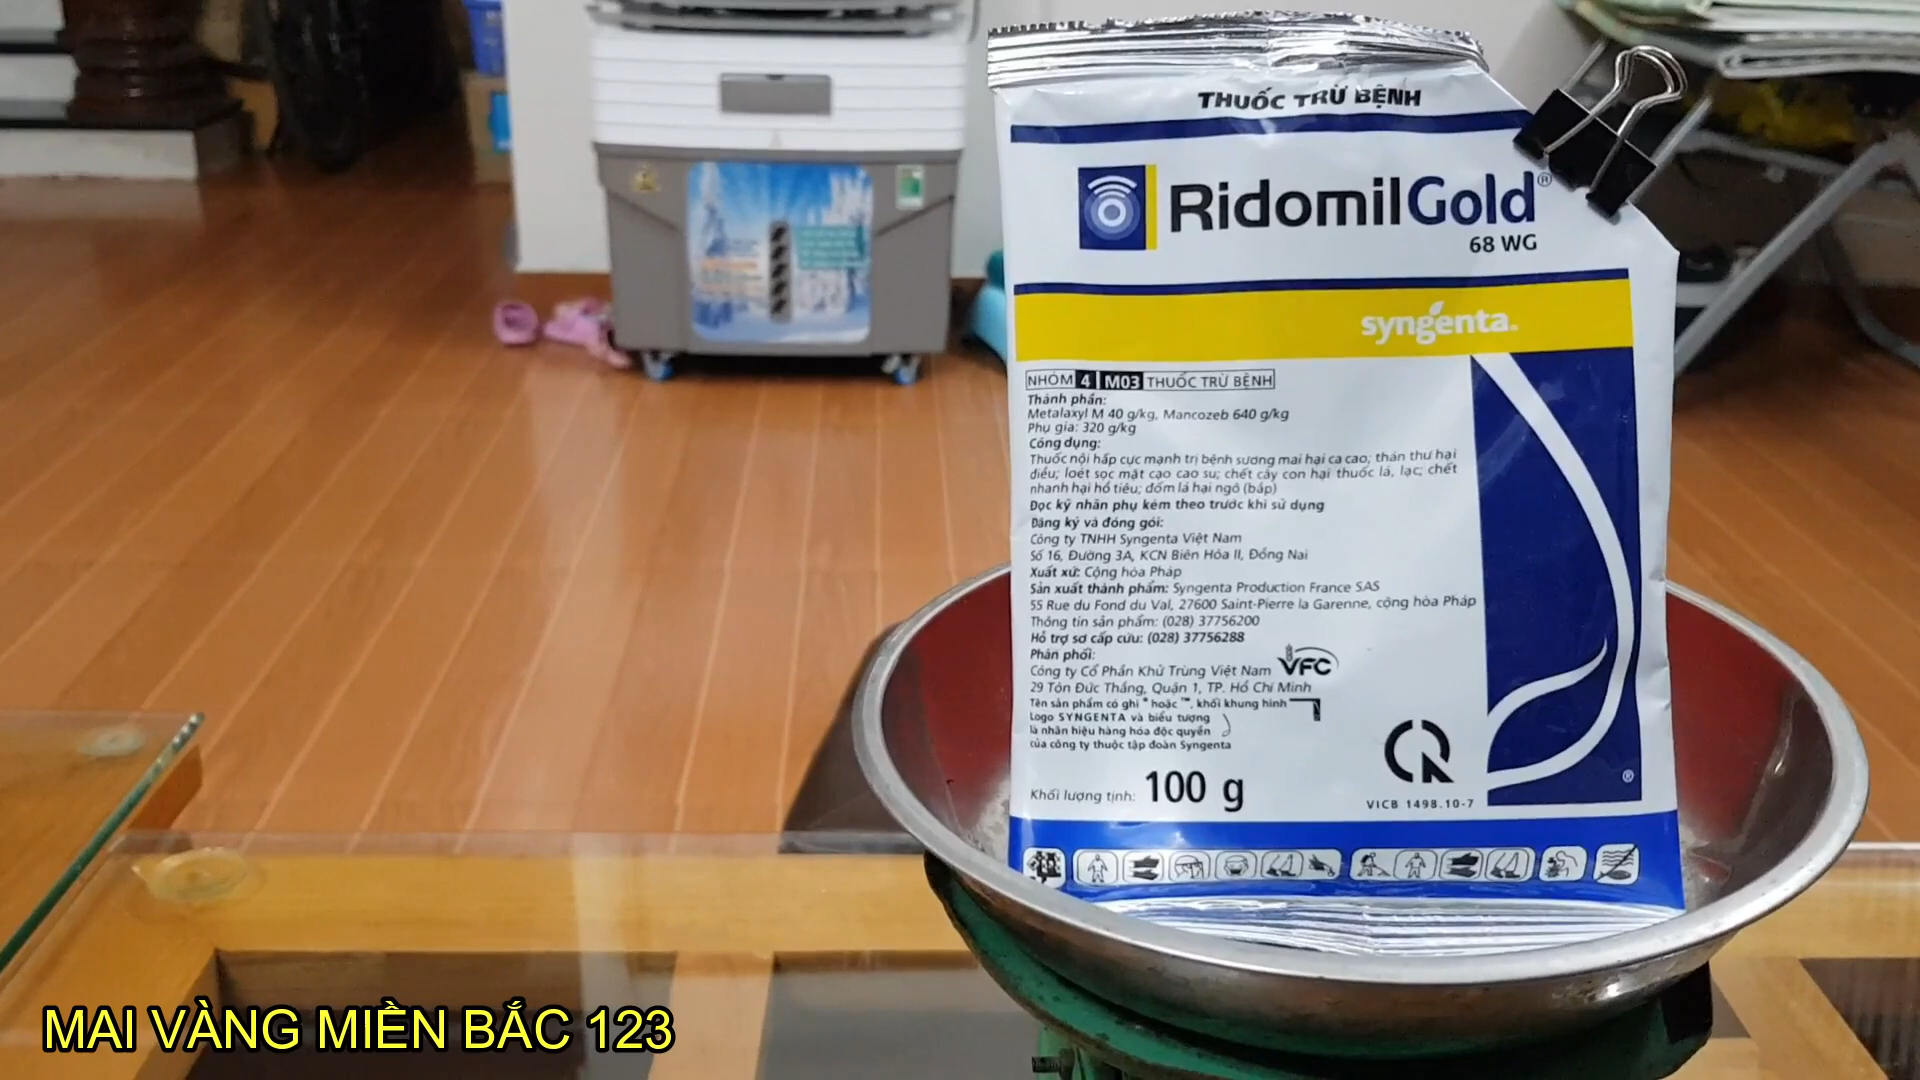 THUỐC TRỪ BỆNH
RidomilGold®
68 WG
syngenta
NHÓM 4 M03 THUỐC TRỪ BỆNH
Thành phần:
Metalaxyl M 40 g/kg, Mancozeb 640 g/kg
Phụ gia: 320 g/kg
Công dụng:
Thuốc nội hấp cực mạnh trị bệnh sương mai hại ca cao; thán thư hại
điều; loét sọc mặt cạo cao su; chết cây con hại thuốc lá, lạc; chết
nhanh hại hồ tiêu; đốm lá hại ngô (bắp)
Đọc kỹ nhãn phụ kèm theo trước khi sử dụng
Đăng ký và đóng gói:
Công ty TNHH Syngenta Việt Nam
Số 16, Đường 3A, KCN Biên Hòa II, Đồng Nai
Xuất xứ: Cộng hòa Pháp
Sản xuất thành phẩm: Syngenta Production France SAS
55 Rue du Fond du Val, 27600 Saint-Pierre la Garenne, cộng hòa Pháp
Thông tin sản phẩm: (028) 37756200
Hỗ trợ sơ cấp cứu: (028) 37756288
Phân phối:
Công ty Cổ Phần Khử Trùng Việt Nam VFC
29 Tôn Đức Thắng, Quận 1, TP. Hồ Chí Minh
Tên sản phẩm có ghi ® hoặc ™, khối khung hình
Logo SYNGENTA và biểu tượng
là nhãn hiệu hàng hóa độc quyền
của công ty thuộc tập đoàn Syngenta
Khối lượng tịnh: 100 g
VICB 1498.10-7
®
MAI VÀNG MIỀN BẮC 123